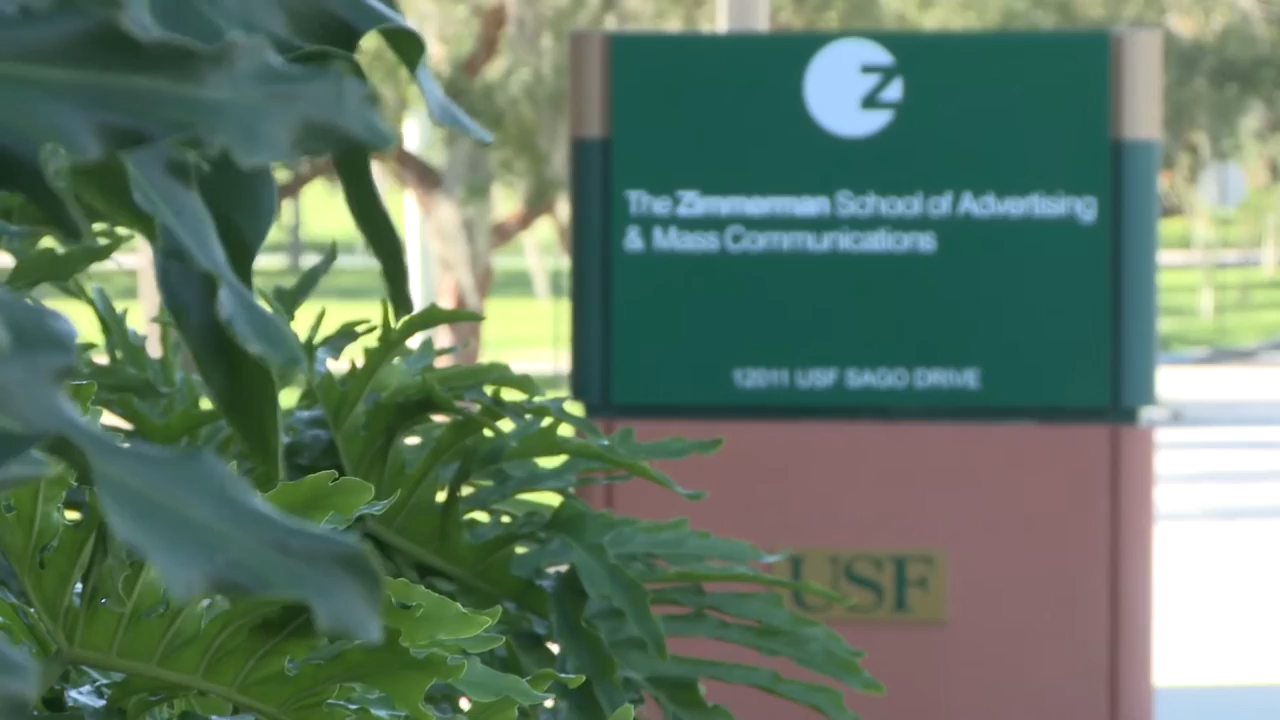 Z
The Zimmerman School of Advertising
& Mass Communications
12011 USF SAGO DRIVE
USF